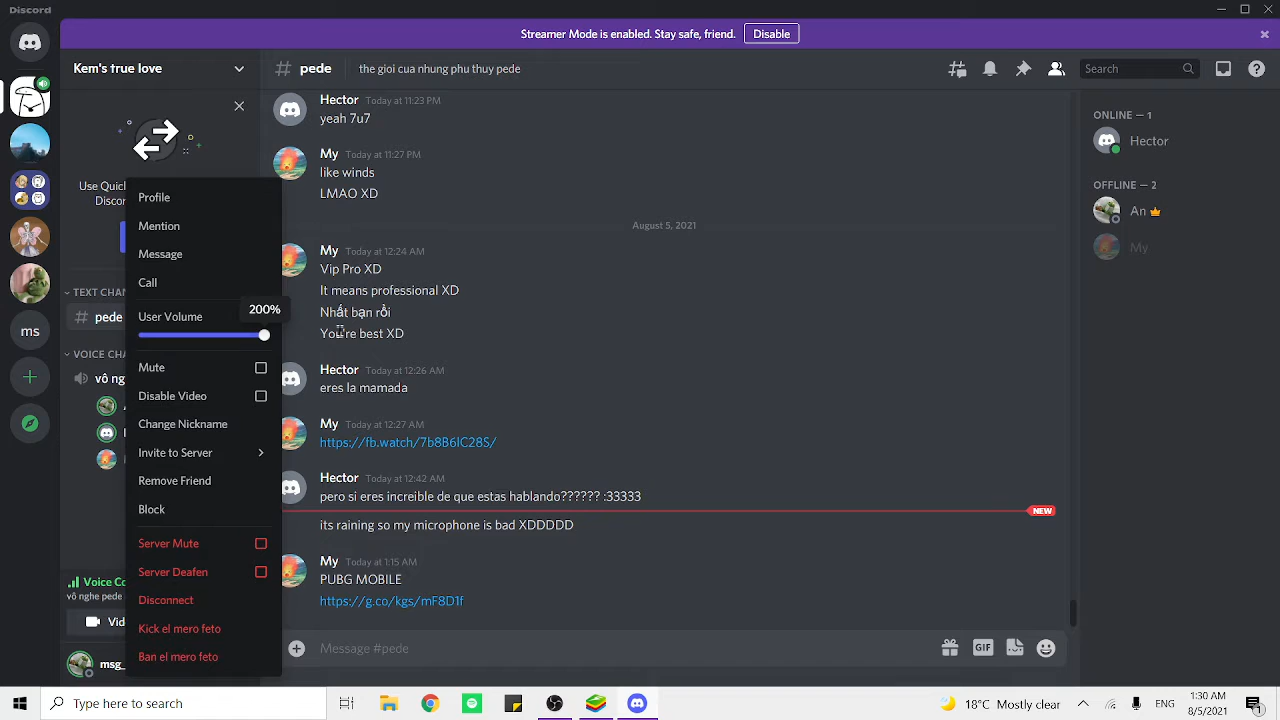 Discord
Streamer Mode is enabled. Stay safe, friend.
Disable
Kem's true love
pede
the gioi cua nhung phu thuy pede
Search
Use Quick
Discor
TEXT CHAN
pede
VOICE CHA
vô ngh
Voice Co
vô nghe pede
Vid
ms
msg_
Profile
Mention
Message
Call
User Volume
200%
Mute
Disable Video
Change Nickname
Invite to Server
Remove Friend
Block
Server Mute
Server Deafen
Disconnect
Kick el mero feto
Ban el mero feto
Hector Today at 11:23 PM
yeah 7u7
My Today at 11:27 PM
like winds
LMAO XD
August 5, 2021
My Today at 12:24 AM
Vip Pro XD
It means professional XD
Nhất bạn rồi
You're best XD
Hector Today at 12:26 AM
eres la mamada
My Today at 12:27 AM
https://fb.watch/7b8B6lC28S/
Hector Today at 12:42 AM
pero si eres increible de que estas hablando?????? :33333
NEW
its raining so my microphone is bad XDDDDD
My Today at 1:15 AM
PUBG MOBILE
https://g.co/kgs/mF8D1f
Message #pede
GIF
ONLINE — 1
Hector
OFFLINE — 2
An
My
Type here to search
18°C Mostly clear
ENG
1:30 AM
8/5/2021